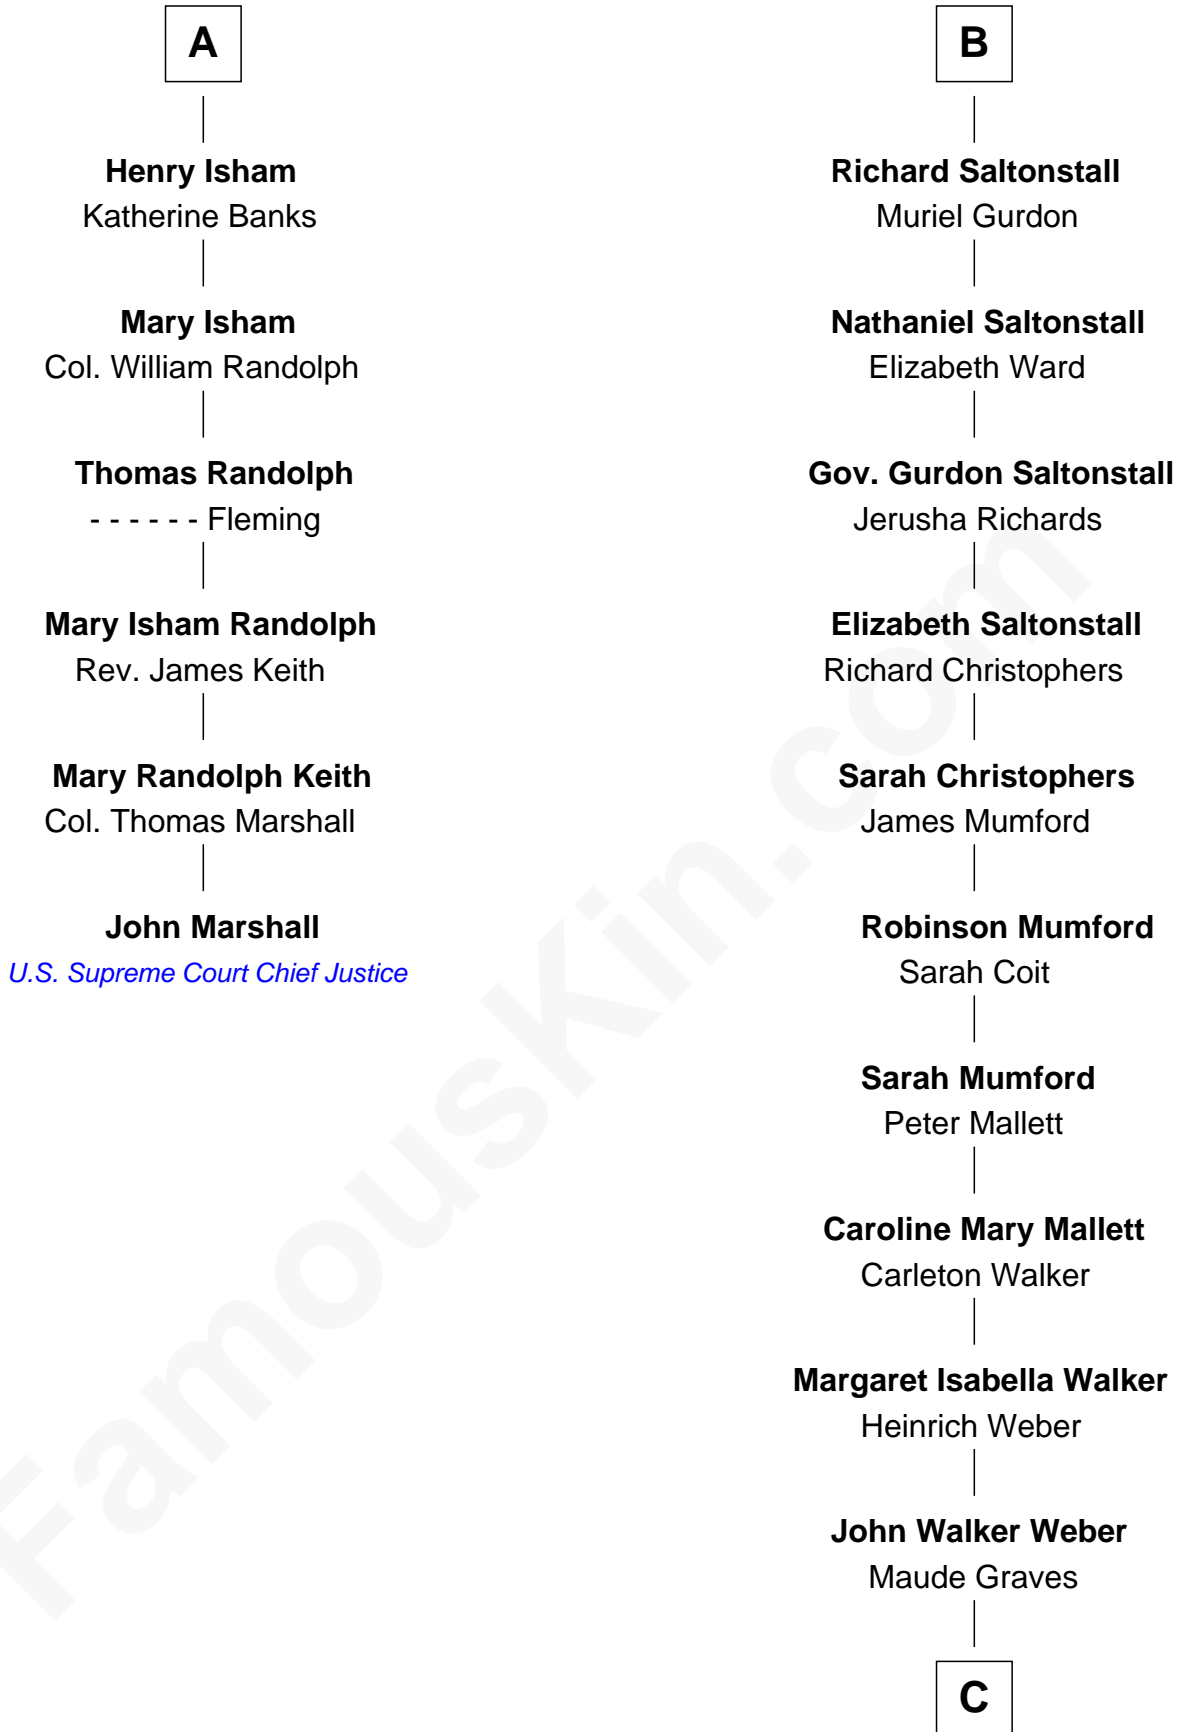 A
Henry Isham
Katherine Banks
Mary Isham
Col. William Randolph
Thomas Randolph
- - - - - - Fleming
Mary Isham Randolph
Rev. James Keith
Mary Randolph Keith
Col. Thomas Marshall
John Marshall
U.S. Supreme Court Chief Justice
B
Richard Saltonstall
Muriel Gurdon
Nathaniel Saltonstall
Elizabeth Ward
Gov. Gurdon Saltonstall
Jerusha Richards
Elizabeth Saltonstall
Richard Christophers
Sarah Christophers
James Mumford
Robinson Mumford
Sarah Coit
Sarah Mumford
Peter Mallett
Caroline Mary Mallett
Carleton Walker
Margaret Isabella Walker
Heinrich Weber
John Walker Weber
Maude Graves
C
FamousKin.com